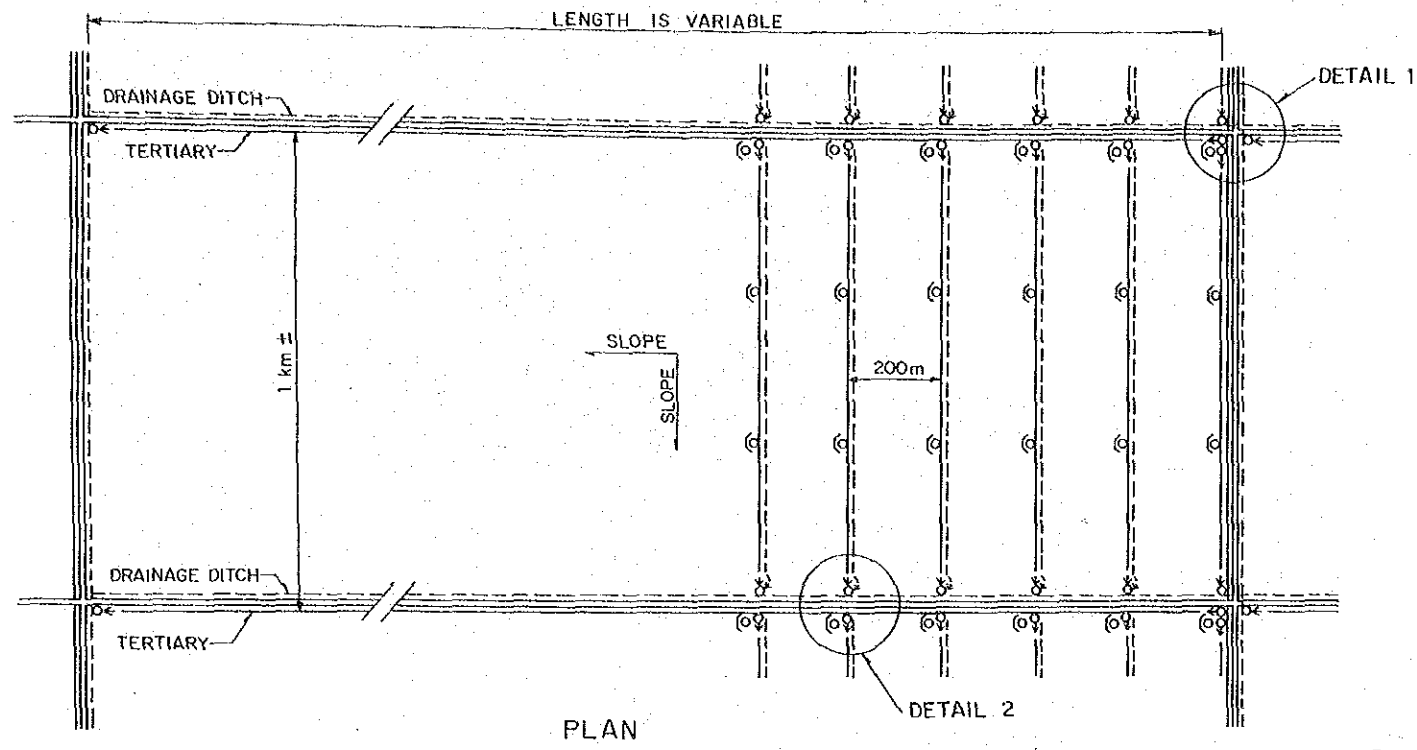 LENGTH IS VARIABLE
DETAIL 1
DRAINAGE DITCH
TERTIARY
1 km ±
SLOPE
SLOPE
200m
DRAINAGE DITCH
TERTIARY
DETAIL 2
PLAN